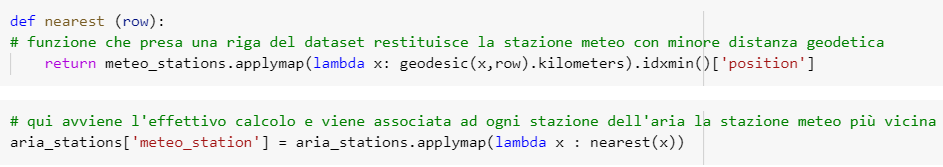 def nearest (row):
# funzione che presa una riga del dataset restituisce la stazione meteo con minore distanza geodetica
    return meteo_stations.applymap(lambda x: geodesic(x,row).kilometers).idxmin()['position']
# qui avviene l'effettivo calcolo e viene associata ad ogni stazione dell'aria la stazione meteo più vicina
aria_stations['meteo_station'] = aria_stations.applymap(lambda x : nearest(x))